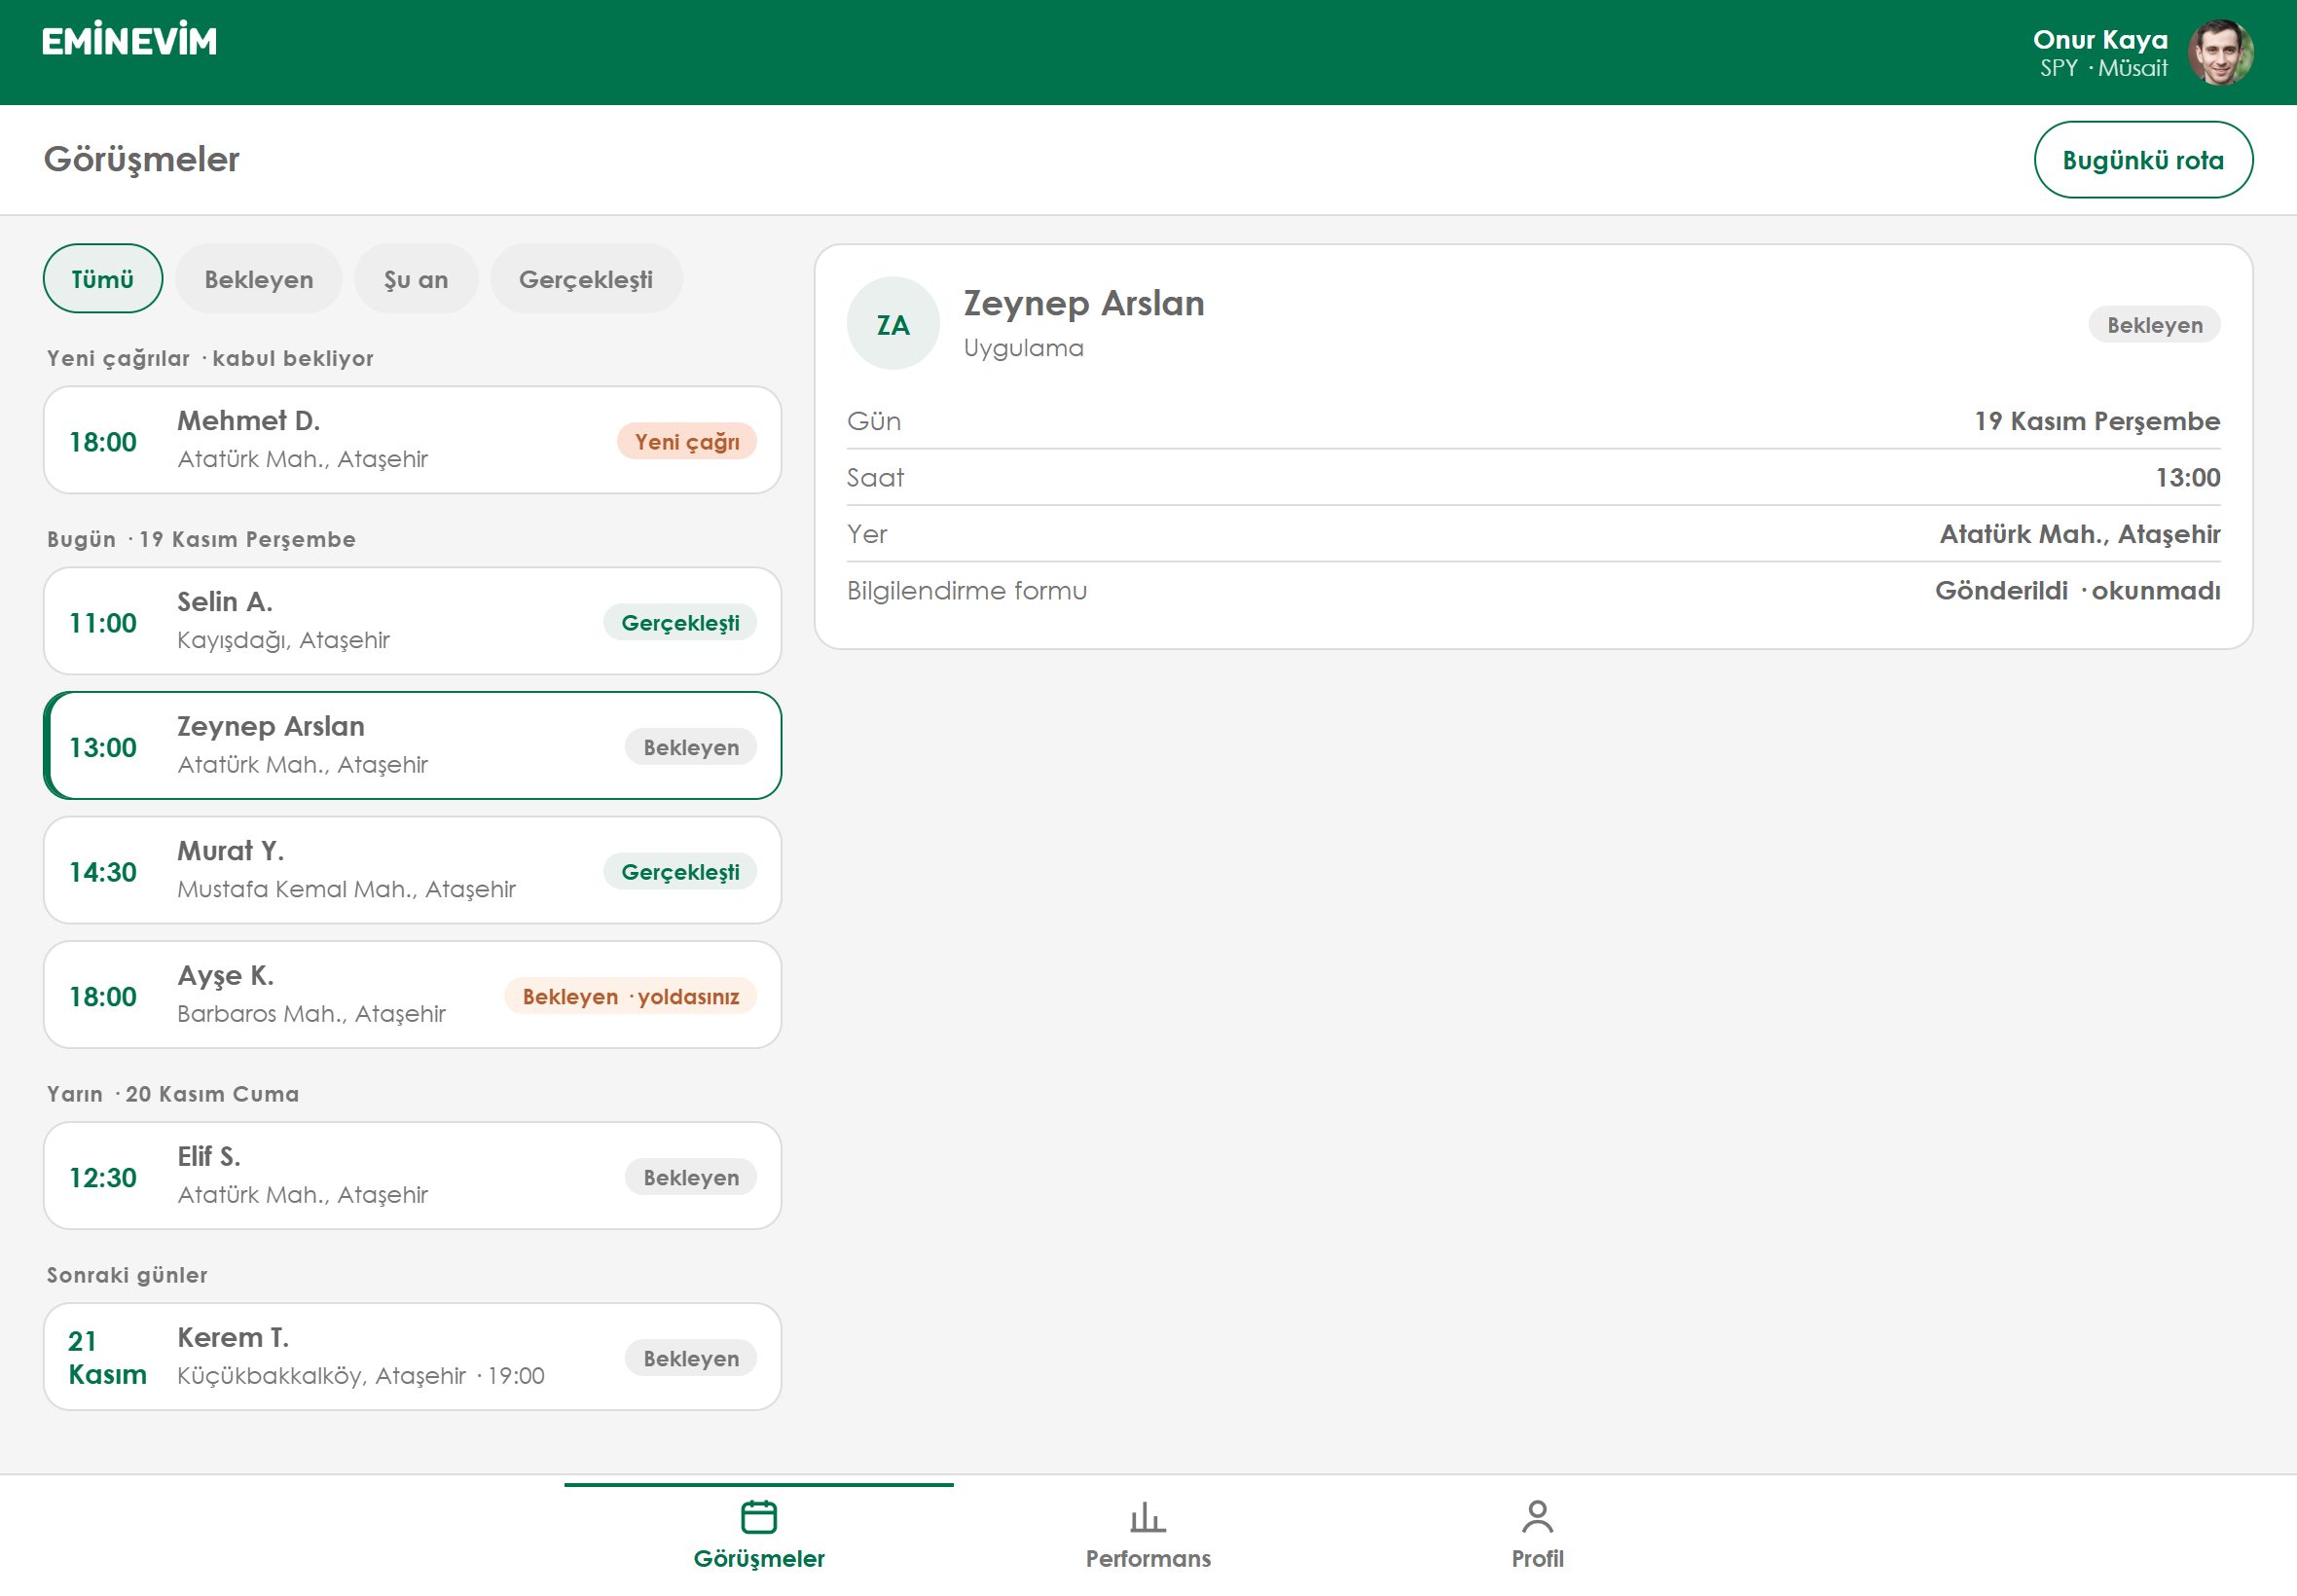 EMİNEVİM
Onur Kaya
SPY · Müsait
Görüşmeler
Bugünkü rota
Tümü
Bekleyen
Şu an
Gerçekleşti
Yeni çağrılar · kabul bekliyor
18:00
Mehmet D.
Atatürk Mah., Ataşehir
Yeni çağrı
Bugün · 19 Kasım Perşembe
11:00
Selin A.
Kayışdağı, Ataşehir
Gerçekleşti
13:00
Zeynep Arslan
Atatürk Mah., Ataşehir
Bekleyen
14:30
Murat Y.
Mustafa Kemal Mah., Ataşehir
Gerçekleşti
18:00
Ayşe K.
Barbaros Mah., Ataşehir
Bekleyen · yoldasınız
Yarın · 20 Kasım Cuma
12:30
Elif S.
Atatürk Mah., Ataşehir
Bekleyen
Sonraki günler
21
Kasım
Kerem T.
Küçükbakkalköy, Ataşehir · 19:00
Bekleyen
ZA
Zeynep Arslan
Uygulama
Bekleyen
Gün
19 Kasım Perşembe
Saat
13:00
Yer
Atatürk Mah., Ataşehir
Bilgilendirme formu
Gönderildi · okunmadı
Görüşmeler
Performans
Profil